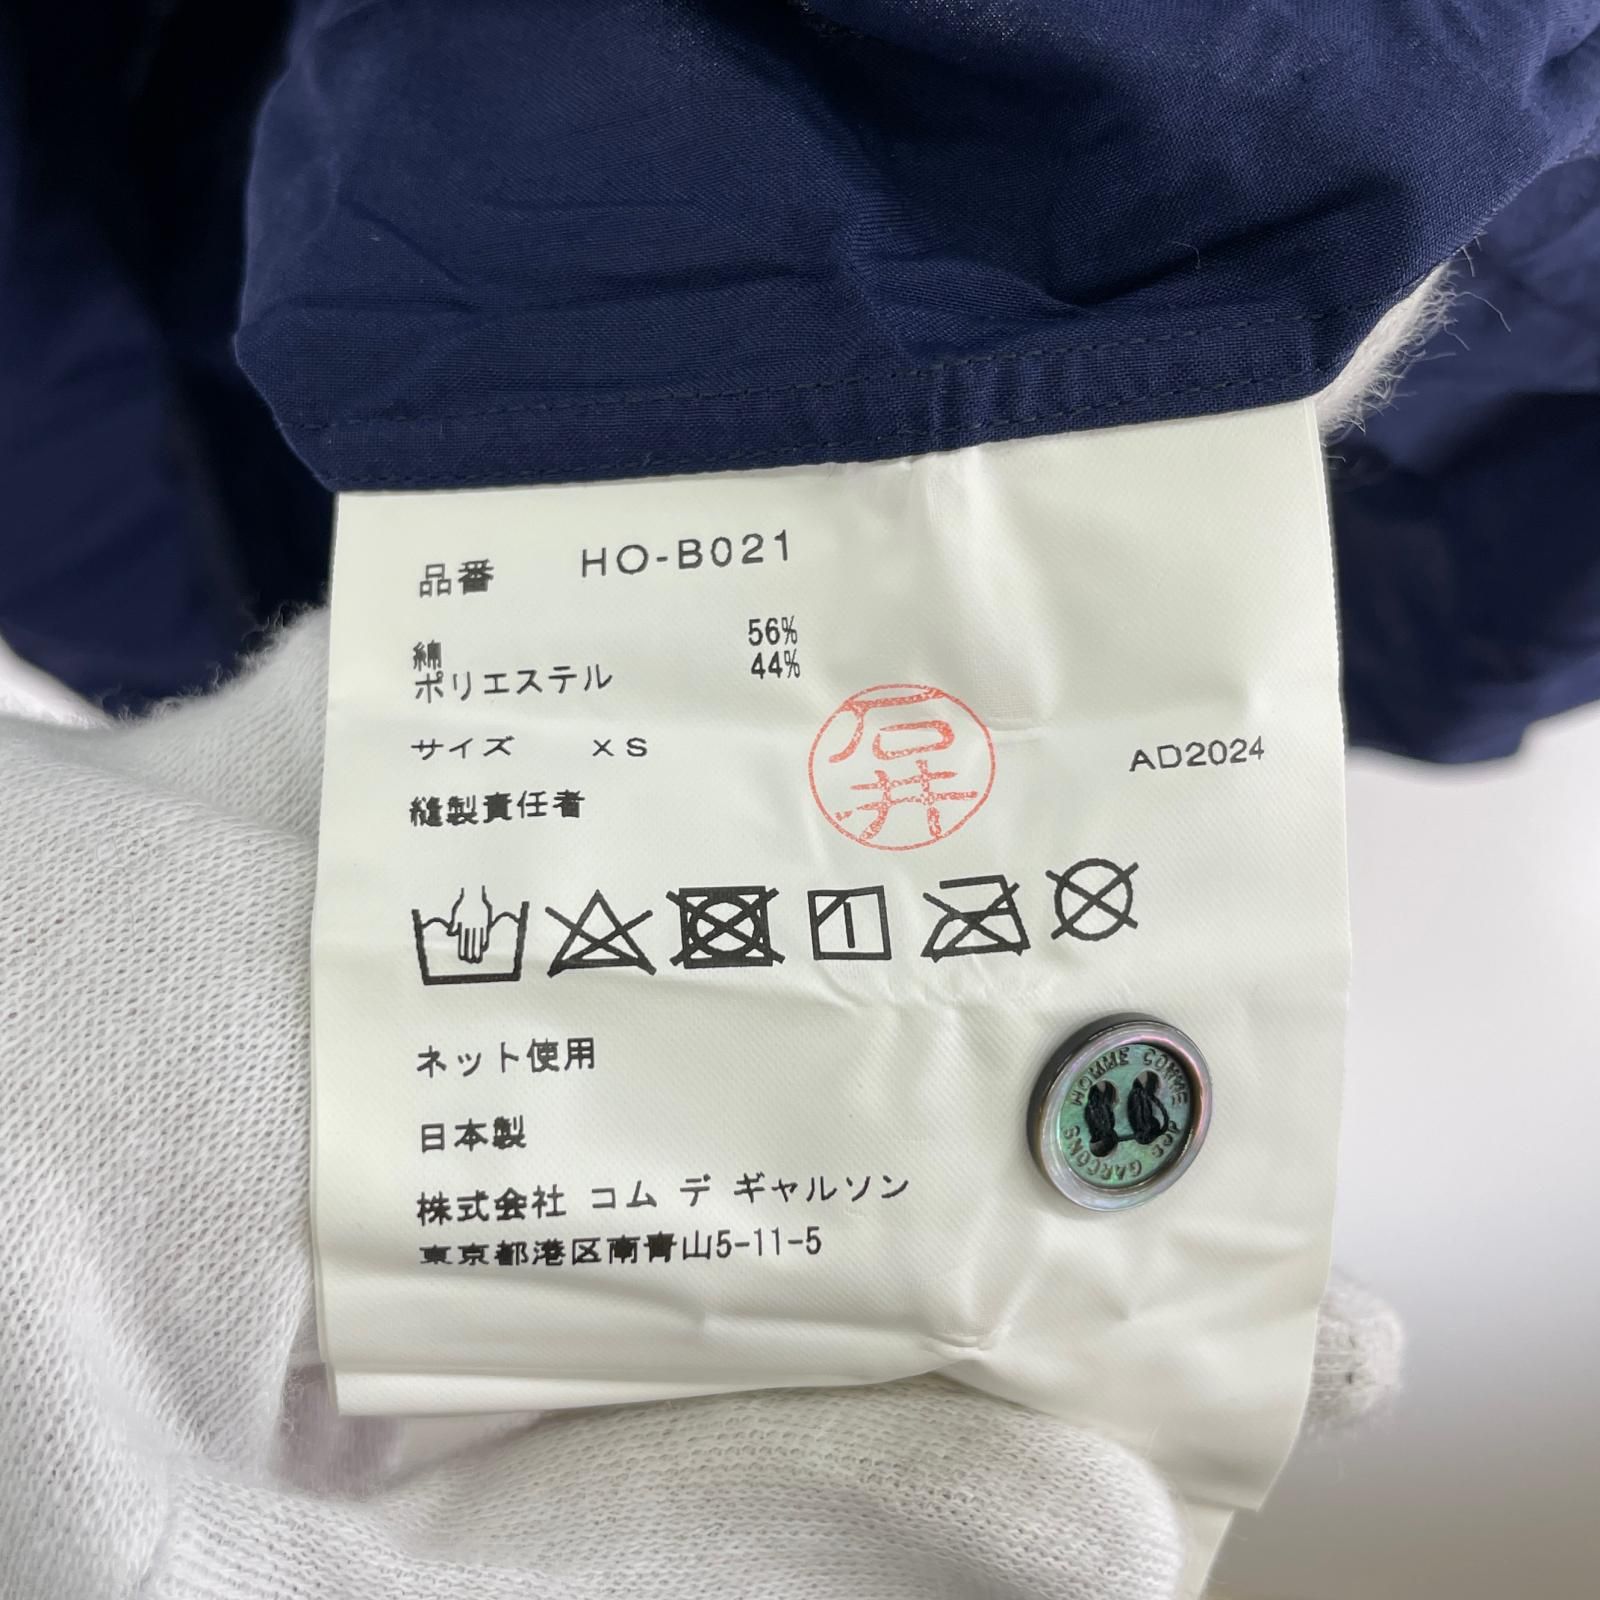 品番 HO-B021
綿 56%
ポリエステル 44%
サイズ XS
石井
AD2024
縫製責任者
ネット使用
日本製
株式会社 コム デ ギャルソン
東京都港区南青山5-11-5
HOMME COMME des GARCONS